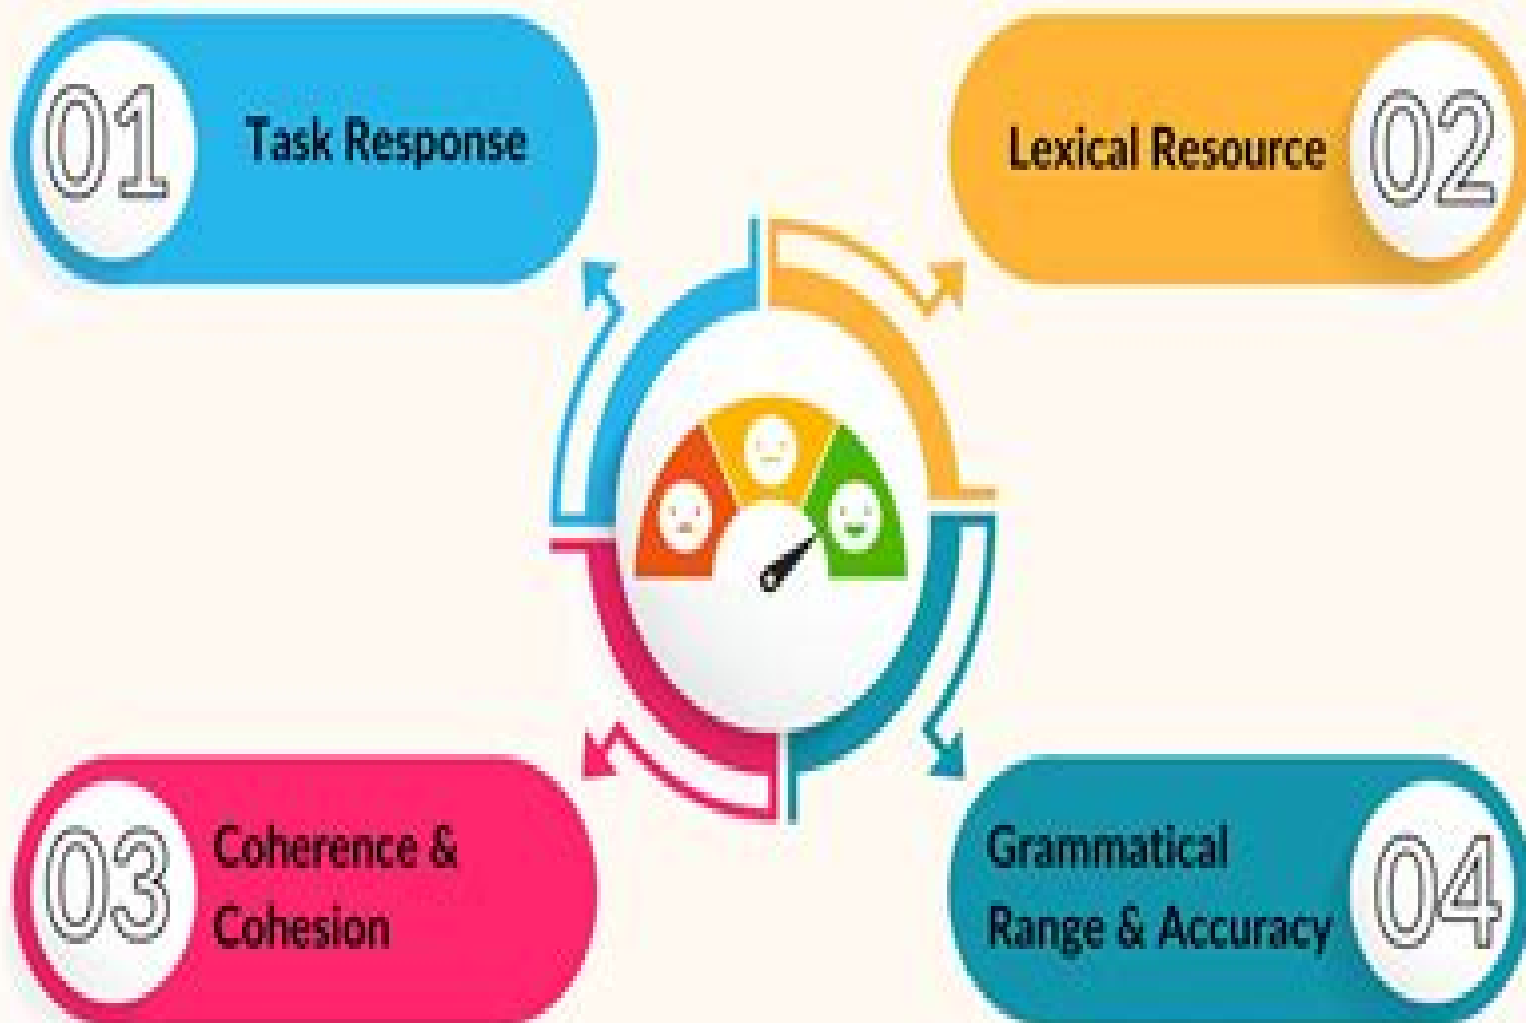 01
Task Response
02
Lexical Resource
03
Coherence &
Cohesion
04
Grammatical
Range & Accuracy